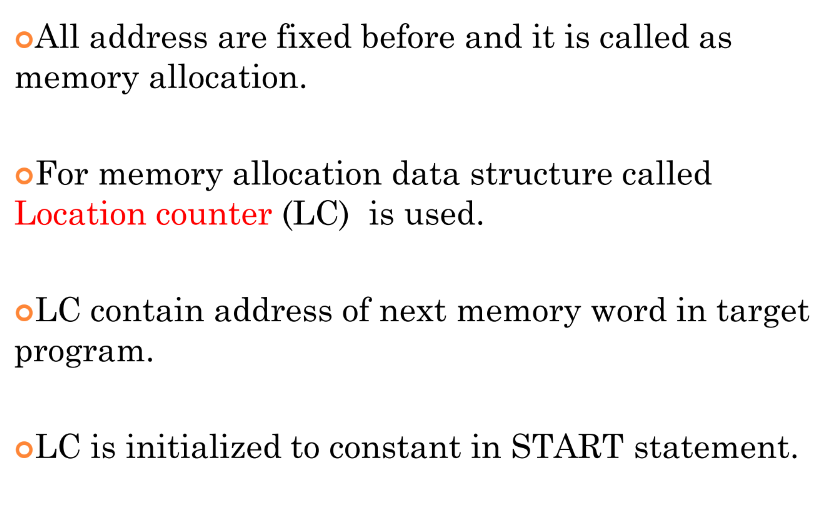 All address are fixed before and it is called as
memory allocation.
For memory allocation data structure called
Location counter (LC)  is used.
LC contain address of next memory word in target
program.
LC is initialized to constant in START statement.